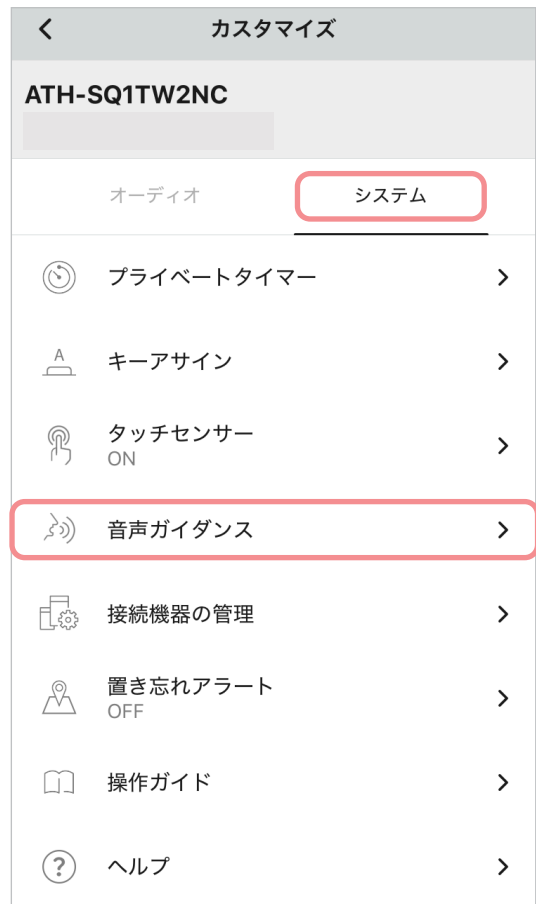 カスタマイズ
ATH-SQ1TW2NC
オーディオ システム
プライベートタイマー
A
キーアサイン
タッチセンサー
ON
音声ガイダンス
接続機器の管理
置き忘れアラート
OFF
操作ガイド
?
ヘルプ